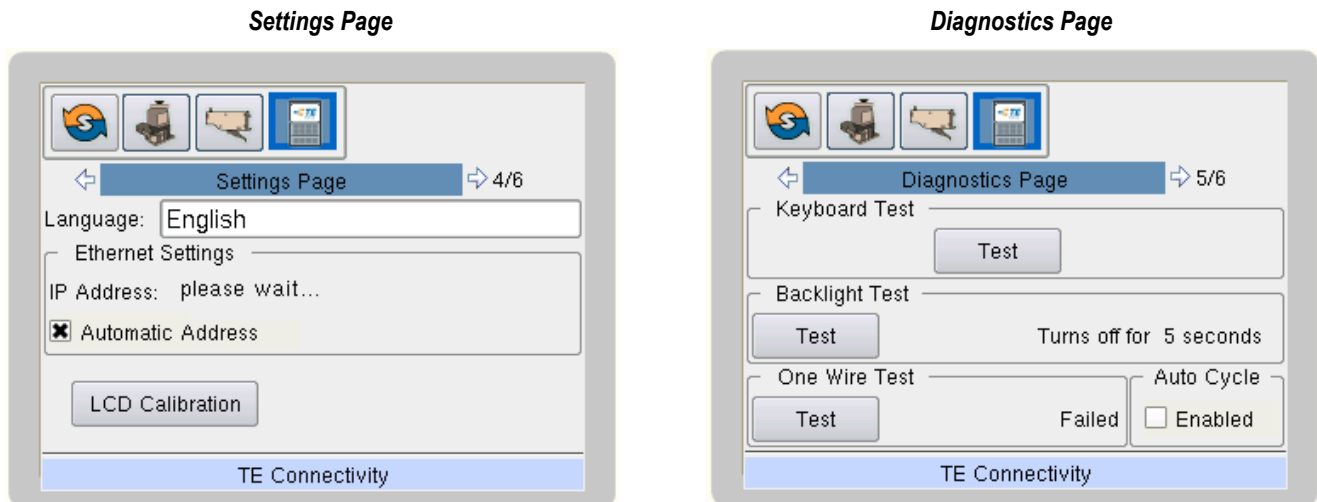 Settings Page
S
TE
Settings Page 4/6
Language: English
Ethernet Settings
IP Address: please wait...
Automatic Address
LCD Calibration
TE Connectivity
Diagnostics Page
S
TE
Diagnostics Page 5/6
Keyboard Test
Test
Backlight Test
Test Turns off for 5 seconds
One Wire Test Auto Cycle
Test Failed Enabled
TE Connectivity